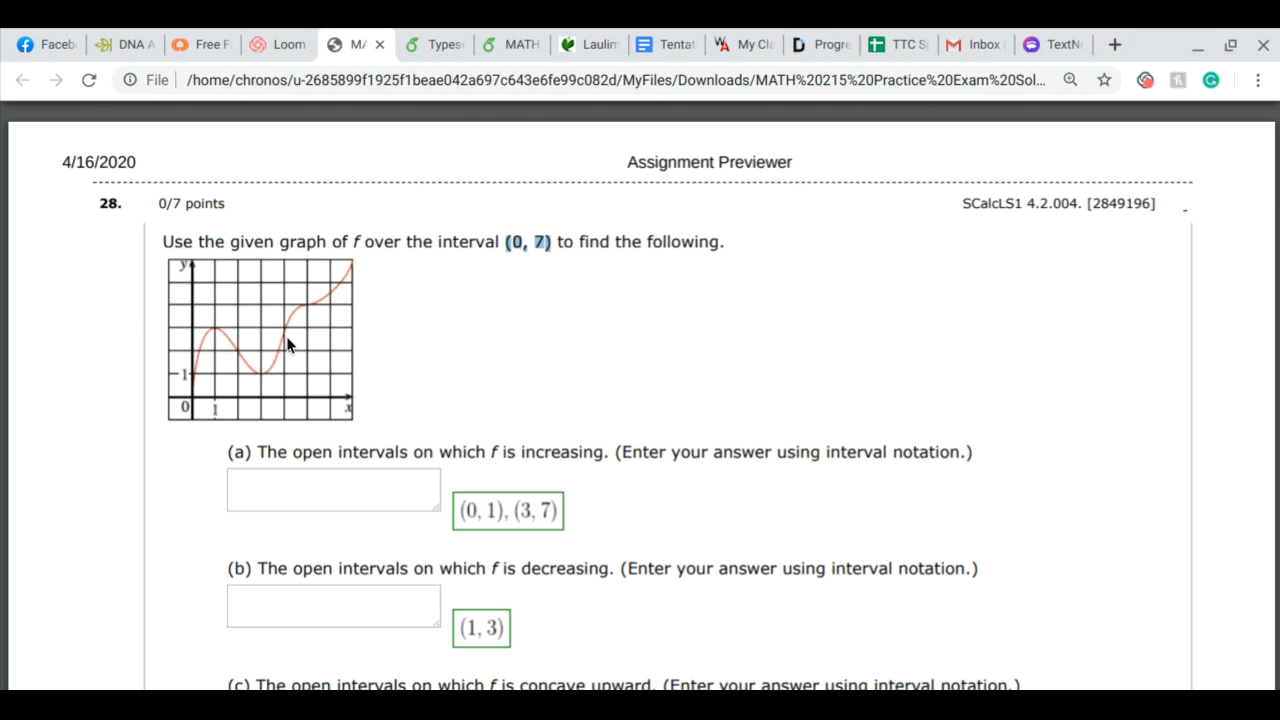 Faceb DNA A Free F Loom MA Types MATH Laulim Tentat My Cla Progre TTC S Inbox TextN
File /home/chronos/u-2685899f1925f1beae042a697c643e6fe99c082d/MyFiles/Downloads/MATH%20215%20Practice%20Exam%20Sol...
4/16/2020 Assignment Previewer
28. 0/7 points SCalcLS1 4.2.004. [2849196]
Use the given graph of f over the interval (0, 7) to find the following.
y
1
0 1 x
(a) The open intervals on which f is increasing. (Enter your answer using interval notation.)
(0, 1), (3, 7)
(b) The open intervals on which f is decreasing. (Enter your answer using interval notation.)
(1, 3)
(c) The open intervals on which f is concave upward. (Enter your answer using interval notation.)